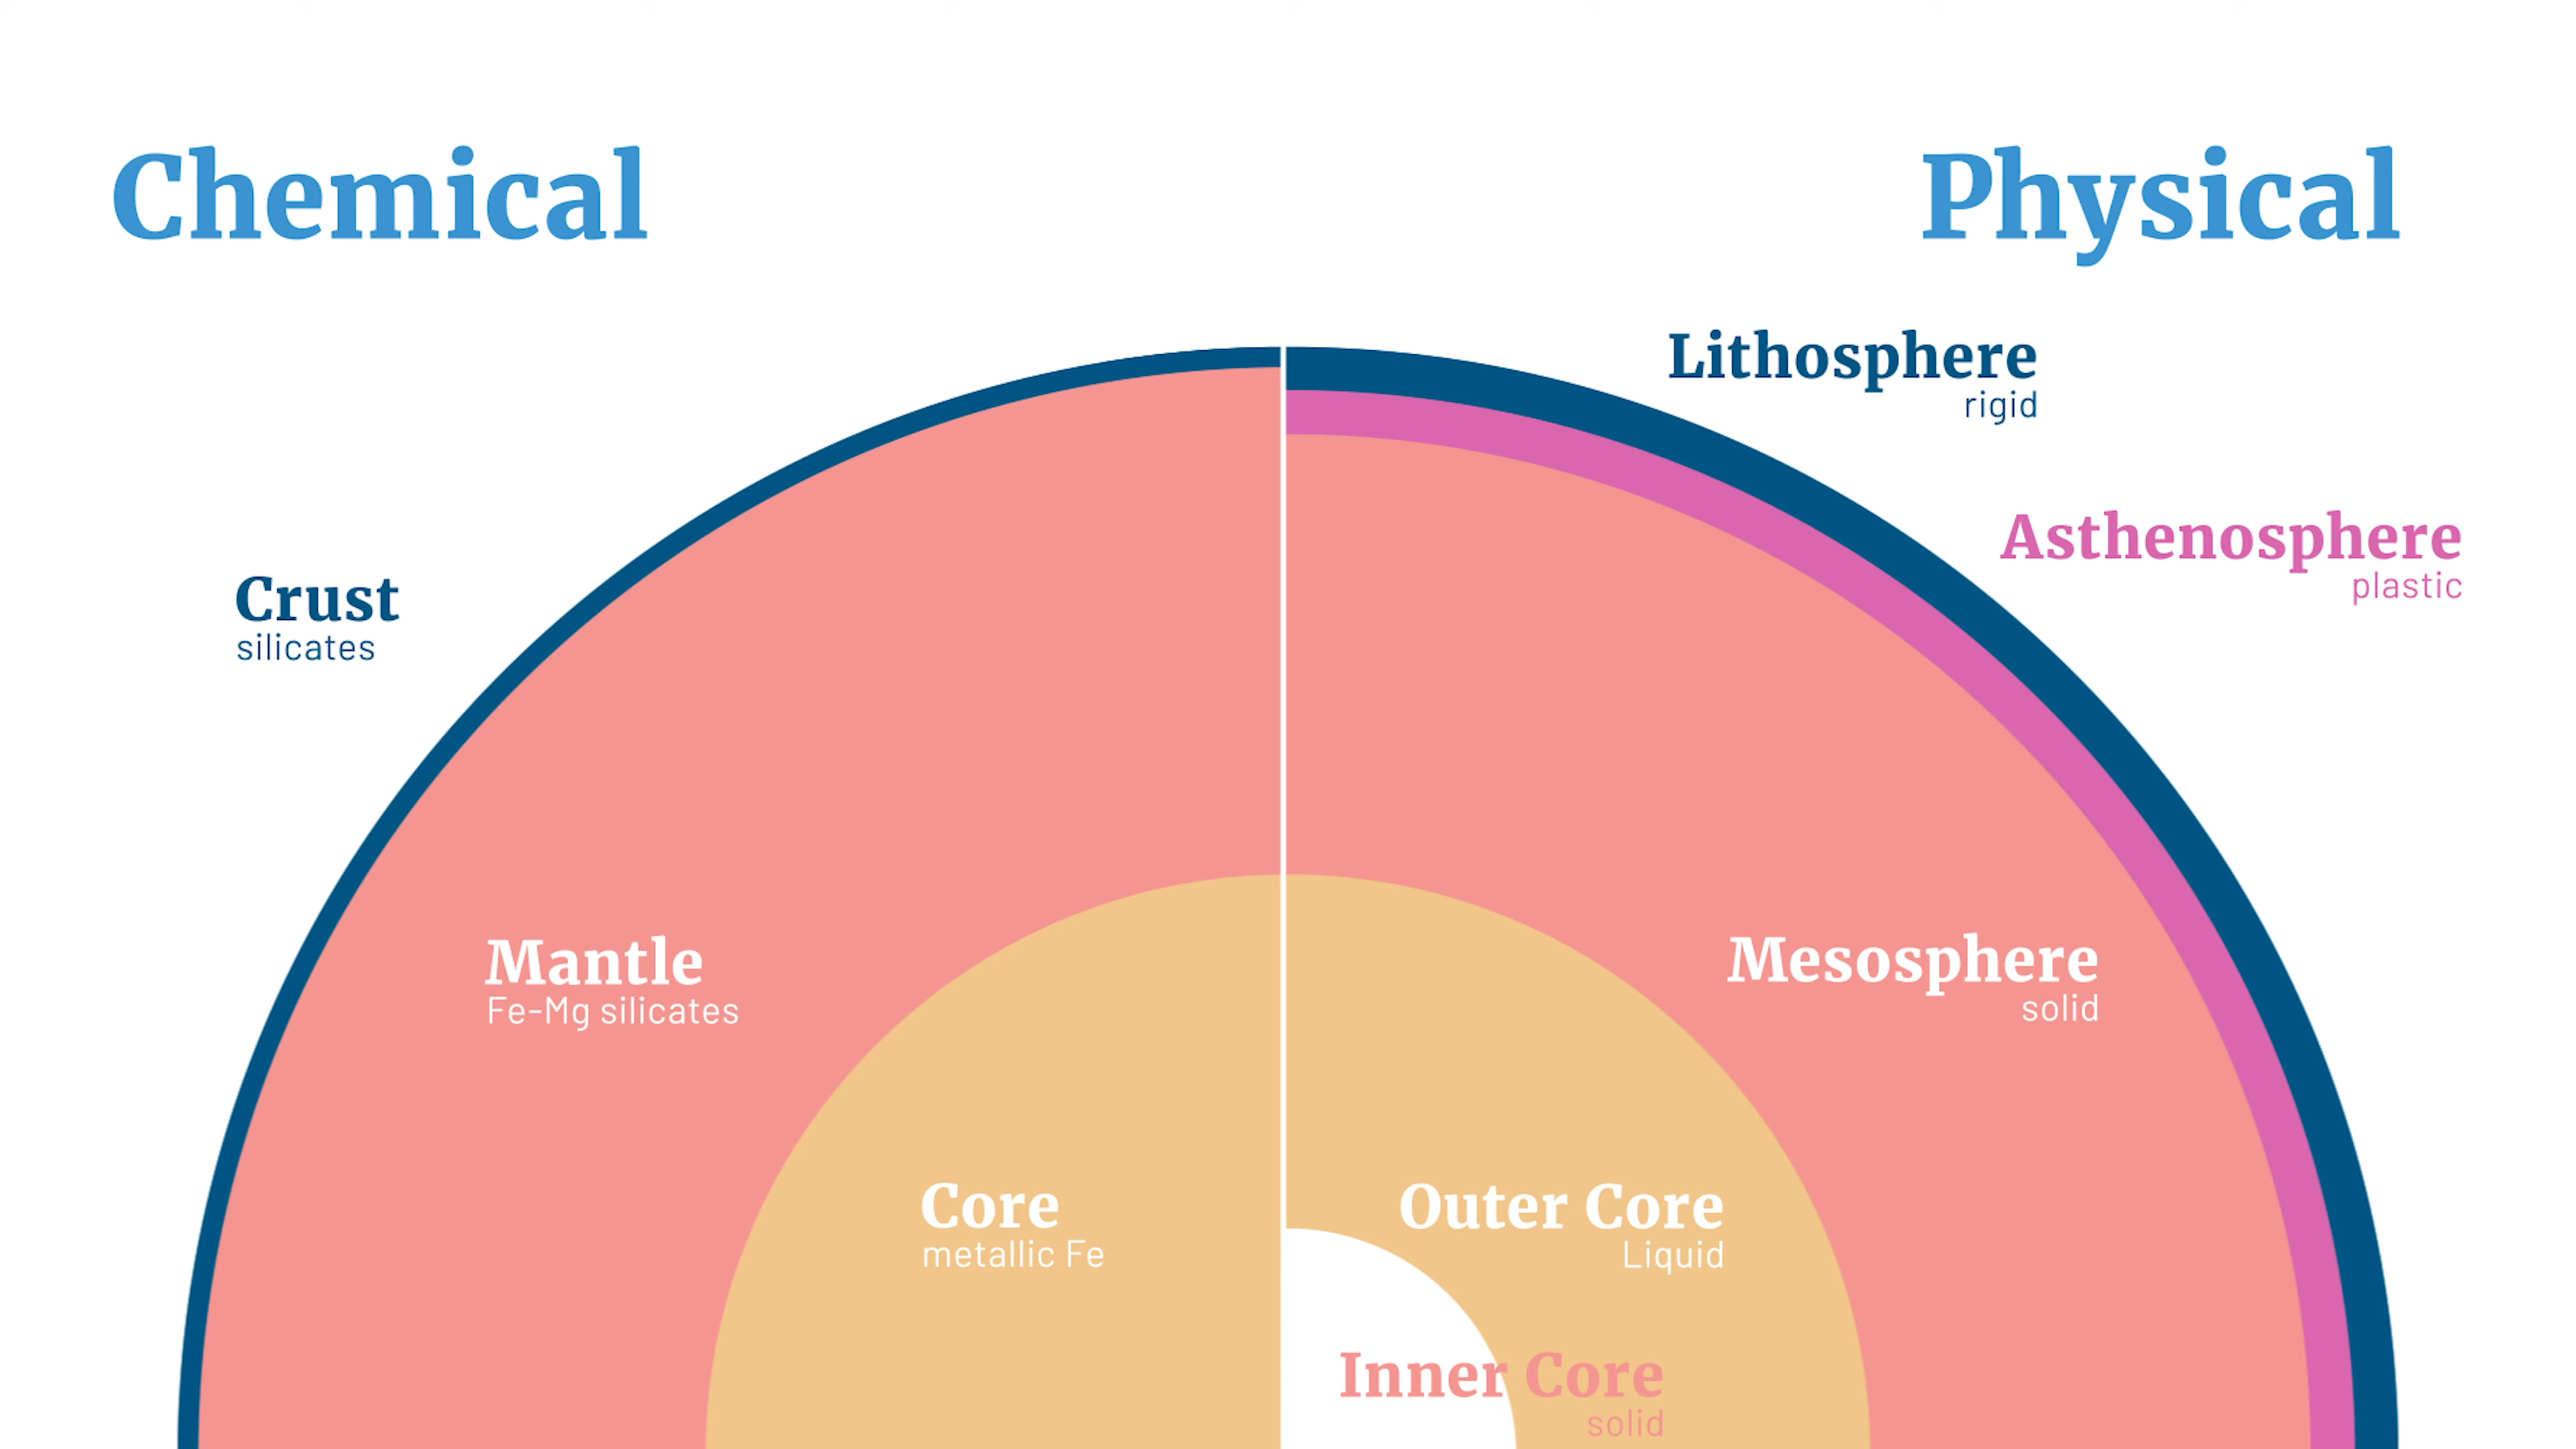 Chemical
Physical
Lithosphere
rigid
Asthenosphere
plastic
Crust
silicates
Mantle
Fe-Mg silicates
Mesosphere
solid
Core
metallic Fe
Outer Core
Liquid
Inner Core
solid